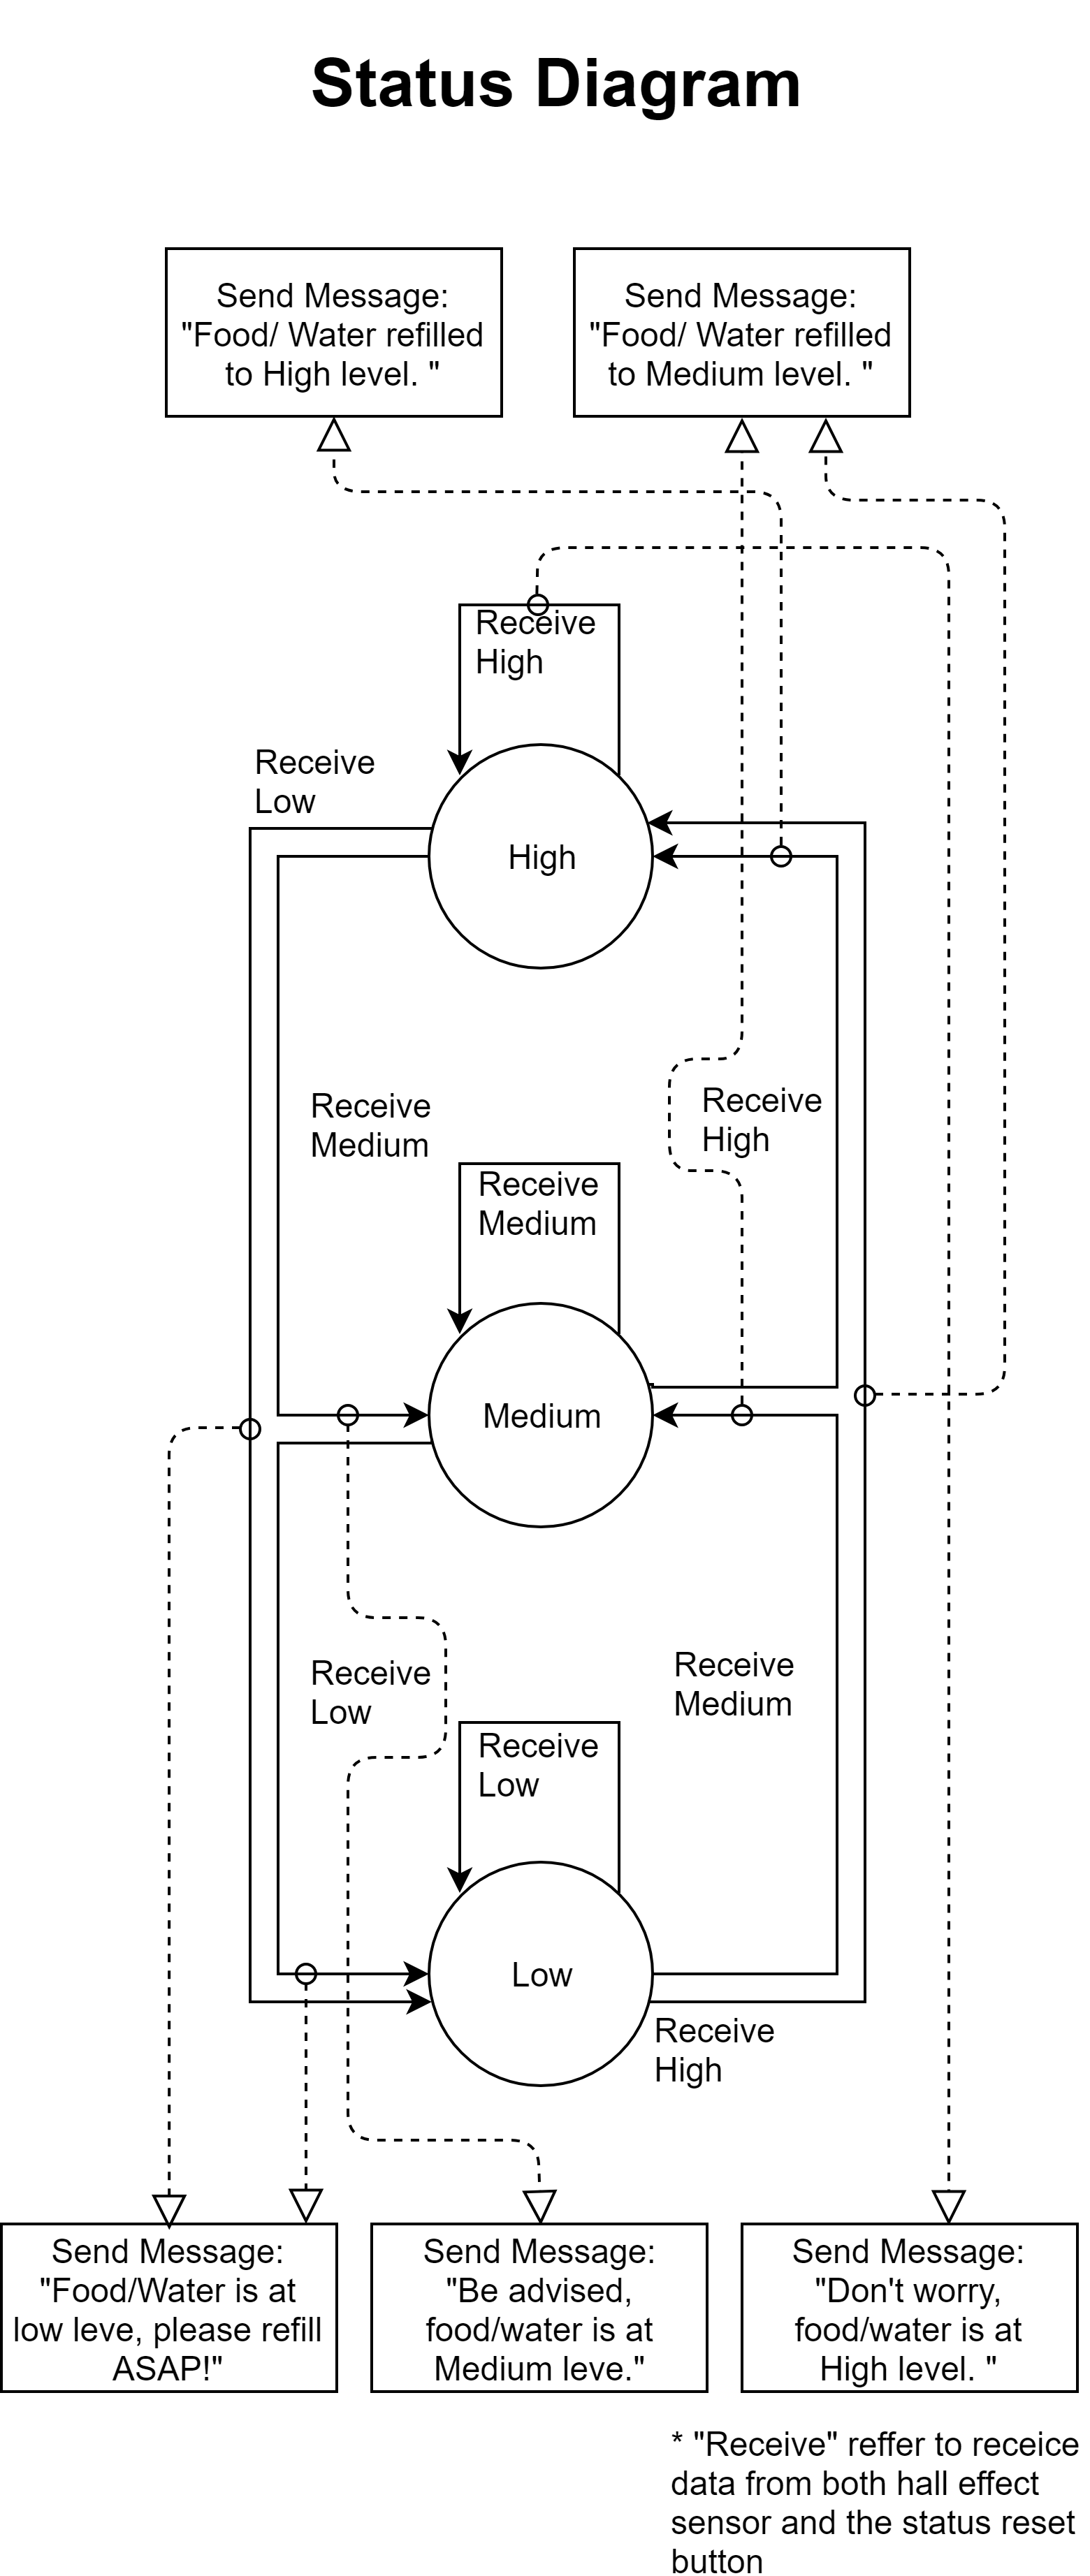 Status Diagram
Send Message:
"Food/ Water refilled
to High level. "
Send Message:
"Food/ Water refilled
to Medium level. "
Receive
High
Receive
Low
High
Receive
Medium
Receive
High
Receive
Medium
Medium
Receive
Low
Receive
Medium
Receive
Low
Low
Receive
High
Send Message:
"Food/Water is at
low leve, please refill
ASAP!"
Send Message:
"Be advised,
food/water is at
Medium leve."
Send Message:
"Don't worry,
food/water is at
High level. "
* "Receive" reffer to receice
data from both hall effect
sensor and the status reset
button